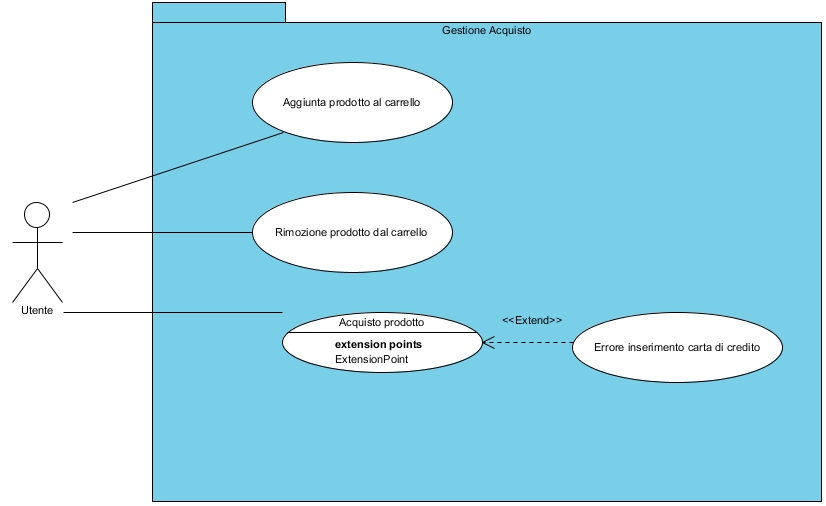 Gestione Acquisto
Aggiunta prodotto al carrello
Rimozione prodotto dal carrello
Utente
Acquisto prodotto
extension points
ExtensionPoint
<<Extend>>
Errore inserimento carta di credito